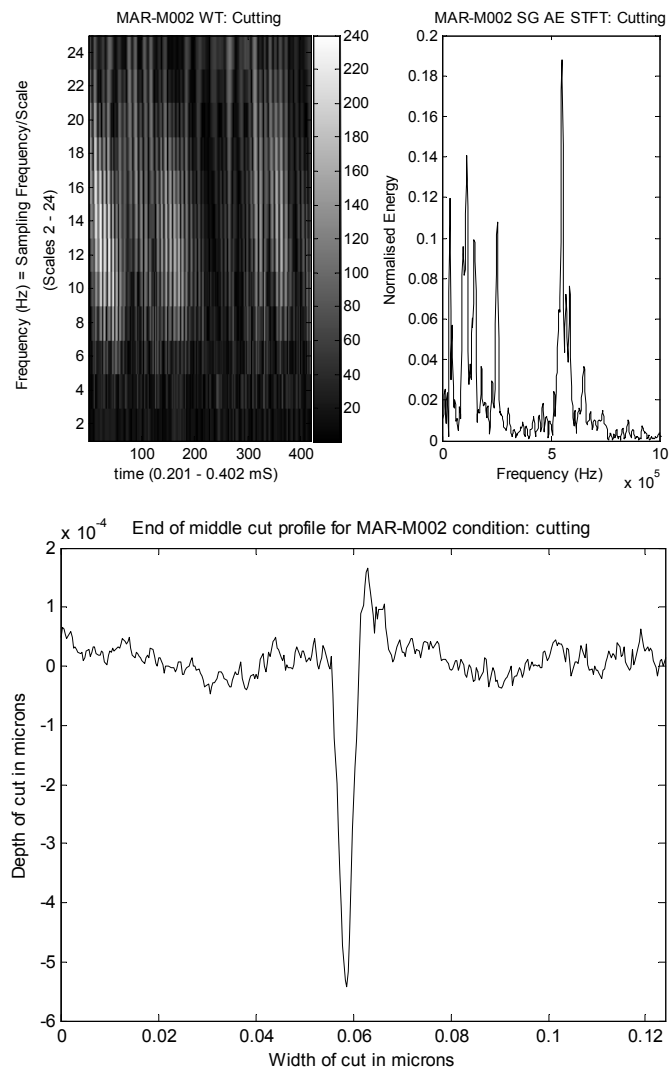 MAR-M002 WT: Cutting
Frequency (Hz) = Sampling Frequency/Scale
(Scales 2 - 24)
24
22
20
18
16
14
12
10
8
6
4
2
100 200 300 400
time (0.201 - 0.402 mS)
240
220
200
180
160
140
120
100
80
60
40
20
MAR-M002 SG AE STFT: Cutting
Normalised Energy
0.2
0.18
0.16
0.14
0.12
0.1
0.08
0.06
0.04
0.02
0
0 5 10
Frequency (Hz)
x 10^5
x 10^-4
End of middle cut profile for MAR-M002 condition: cutting
Depth of cut in microns
2
1
0
-1
-2
-3
-4
-5
-6
0 0.02 0.04 0.06 0.08 0.1 0.12
Width of cut in microns